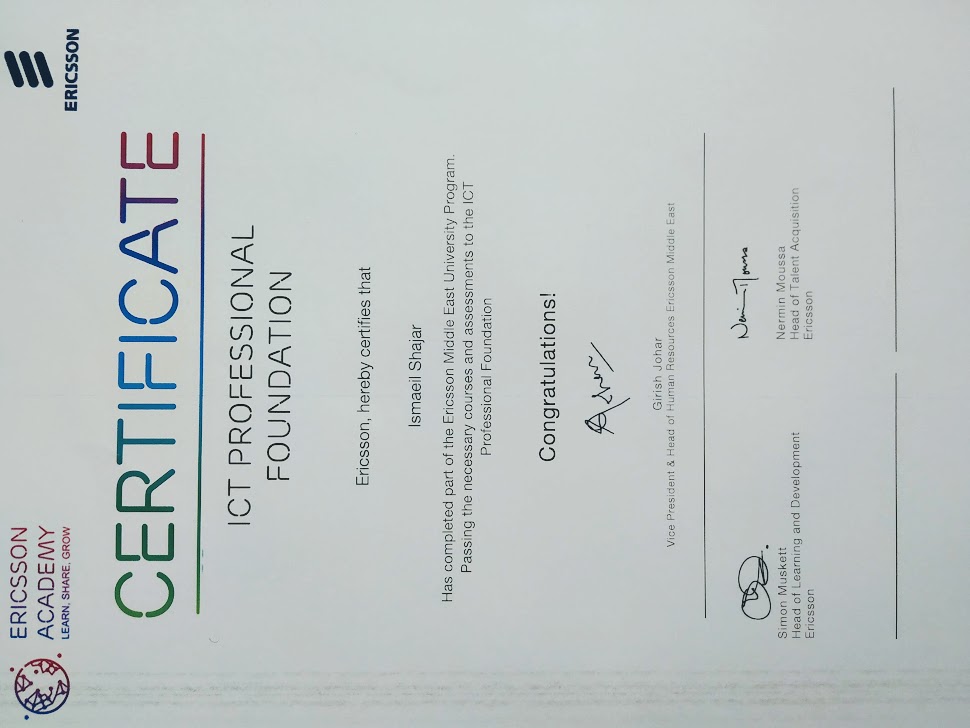 ERICSSON
ACADEMY
LEARN, SHARE, GROW
ERICSSON
CERTIFICATE
ICT PROFESSIONAL
FOUNDATION
Ericsson, hereby certifies that
Ismaeil Shajar
Has completed part of the Ericsson Middle East University Program.
Passing the necessary courses and assessments to the ICT
Professional Foundation
Congratulations!
Girish Johar
Vice President & Head of Human Resources Ericsson Middle East
Simon Muskett
Head of Learning and Development
Ericsson
Nermin Moussa
Head of Talent Acquisition
Ericsson